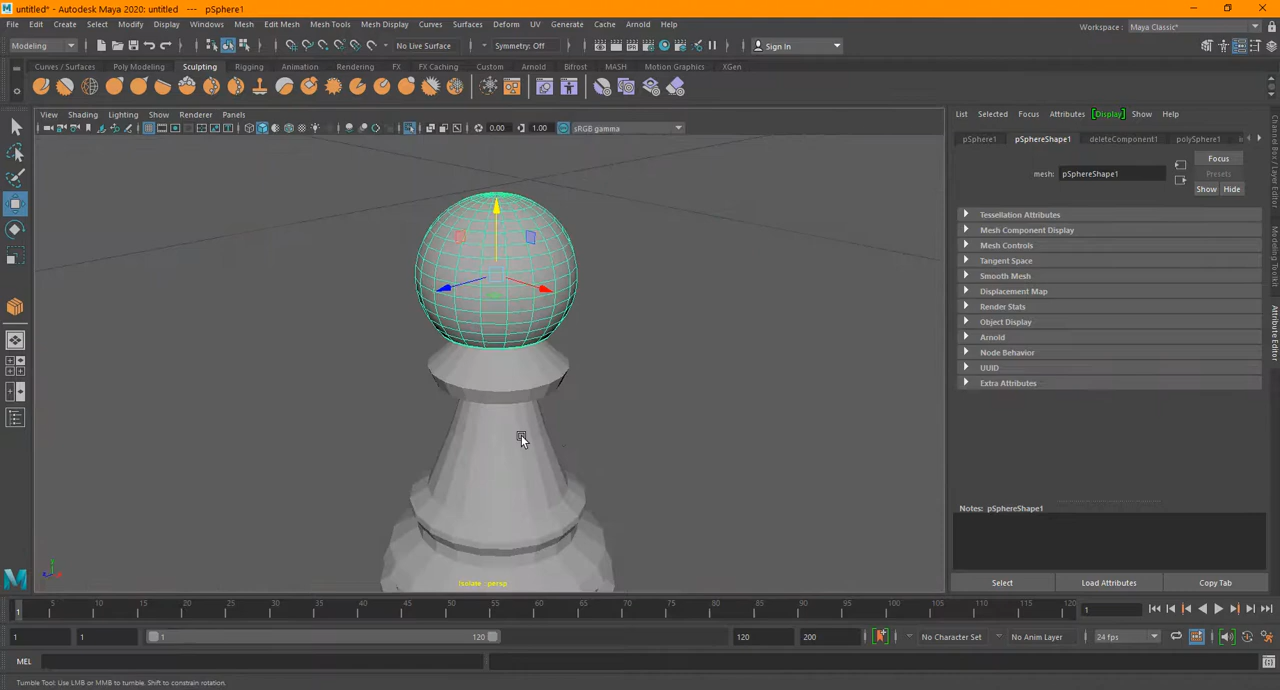 untitled* - Autodesk Maya 2020: untitled --- pSphere1
File Edit Create Select Modify Display Windows Mesh Edit Mesh Mesh Tools Mesh Display Curves Surfaces Deform UV Generate Cache Arnold Help
Workspace : Maya Classic*
Modeling No Live Surface Symmetry: Off Sign In
Curves / Surfaces Poly Modeling Sculpting Rigging Animation Rendering FX FX Caching Custom Arnold Bifrost MASH Motion Graphics XGen
View Shading Lighting Show Renderer Panels
0.00 1.00 sRGB gamma
List Selected Focus Attributes Display Show Help
pSphere1 pSphereShape1 deleteComponent1 polySphere1
Focus
mesh: pSphereShape1
Presets
Show Hide
Tessellation Attributes
Mesh Component Display
Mesh Controls
Tangent Space
Smooth Mesh
Displacement Map
Render Stats
Object Display
Arnold
Node Behavior
UUID
Extra Attributes
Notes: pSphereShape1
Select Load Attributes Copy Tab
Channel Box / Layer Editor
Modeling Toolkit
Attribute Editor
Isolate : persp
1 5 10 15 20 25 30 35 40 45 50 55 60 65 70 75 80 85 90 95 100 105 110 115 120 1
1 1 1 120 120 200 No Character Set No Anim Layer 24 fps
MEL
Tumble Tool: Use LMB or MMB to tumble. Shift to constrain rotation.